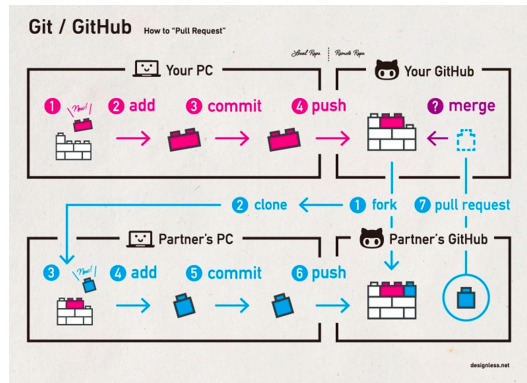 Git / GitHub How to "Pull Request"
Local Repo Remote Repo
Your PC
Your GitHub
1 New! 2 add 3 commit 4 push ? merge
2 clone 1 fork 7 pull request
Partner's PC
Partner's GitHub
3 New! 4 add 5 commit 6 push
designless.net